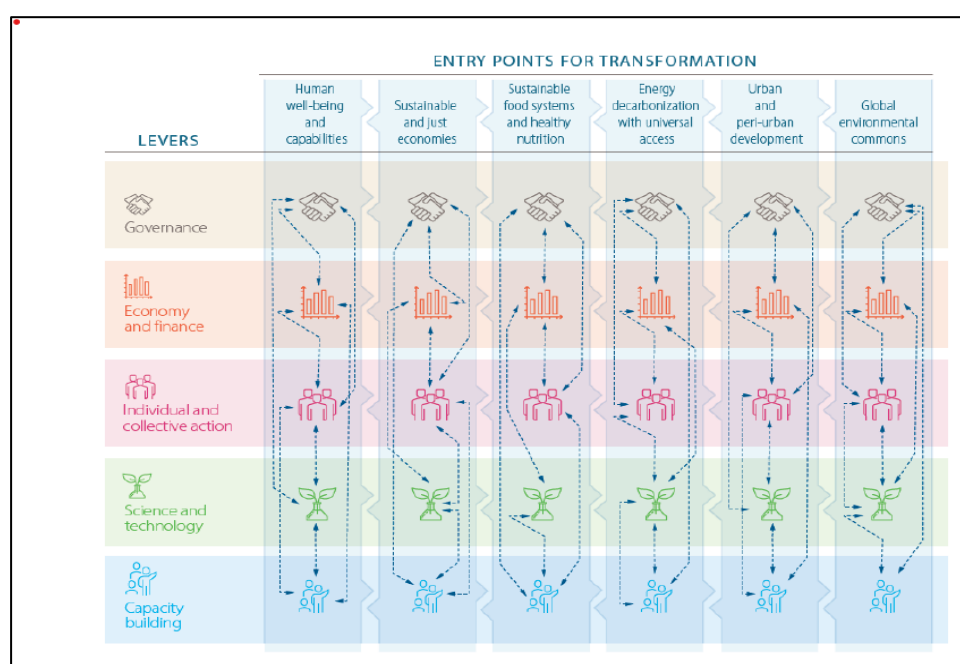 ENTRY POINTS FOR TRANSFORMATION
LEVERS
Human
well-being
and
capabilities
Sustainable
and just
economies
Sustainable
food systems
and healthy
nutrition
Energy
decarbonization
with universal
access
Urban
and
peri-urban
development
Global
environmental
commons
Governance
Economy
and finance
Individual and
collective action
Science and
technology
Capacity
building